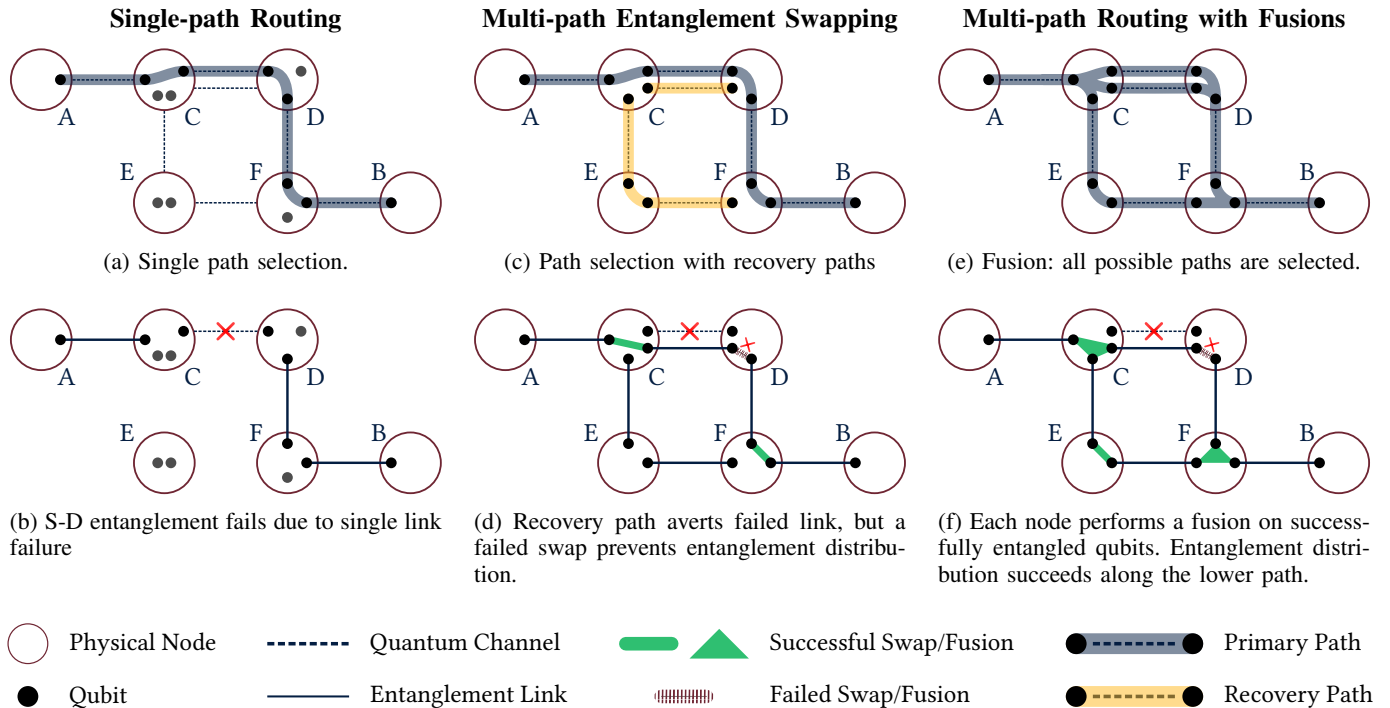 Single-path Routing
Multi-path Entanglement Swapping
Multi-path Routing with Fusions
A
C
D
E
F
B
(a) Single path selection.
A
C
D
E
F
B
(c) Path selection with recovery paths
A
C
D
E
F
B
(e) Fusion: all possible paths are selected.
A
C
D
E
F
B
(b) S-D entanglement fails due to single link
failure
A
C
D
E
F
B
(d) Recovery path averts failed link, but a
failed swap prevents entanglement distribu-
tion.
A
C
D
E
F
B
(f) Each node performs a fusion on success-
fully entangled qubits. Entanglement distri-
bution succeeds along the lower path.
Physical Node
Quantum Channel
Successful Swap/Fusion
Primary Path
Qubit
Entanglement Link
Failed Swap/Fusion
Recovery Path